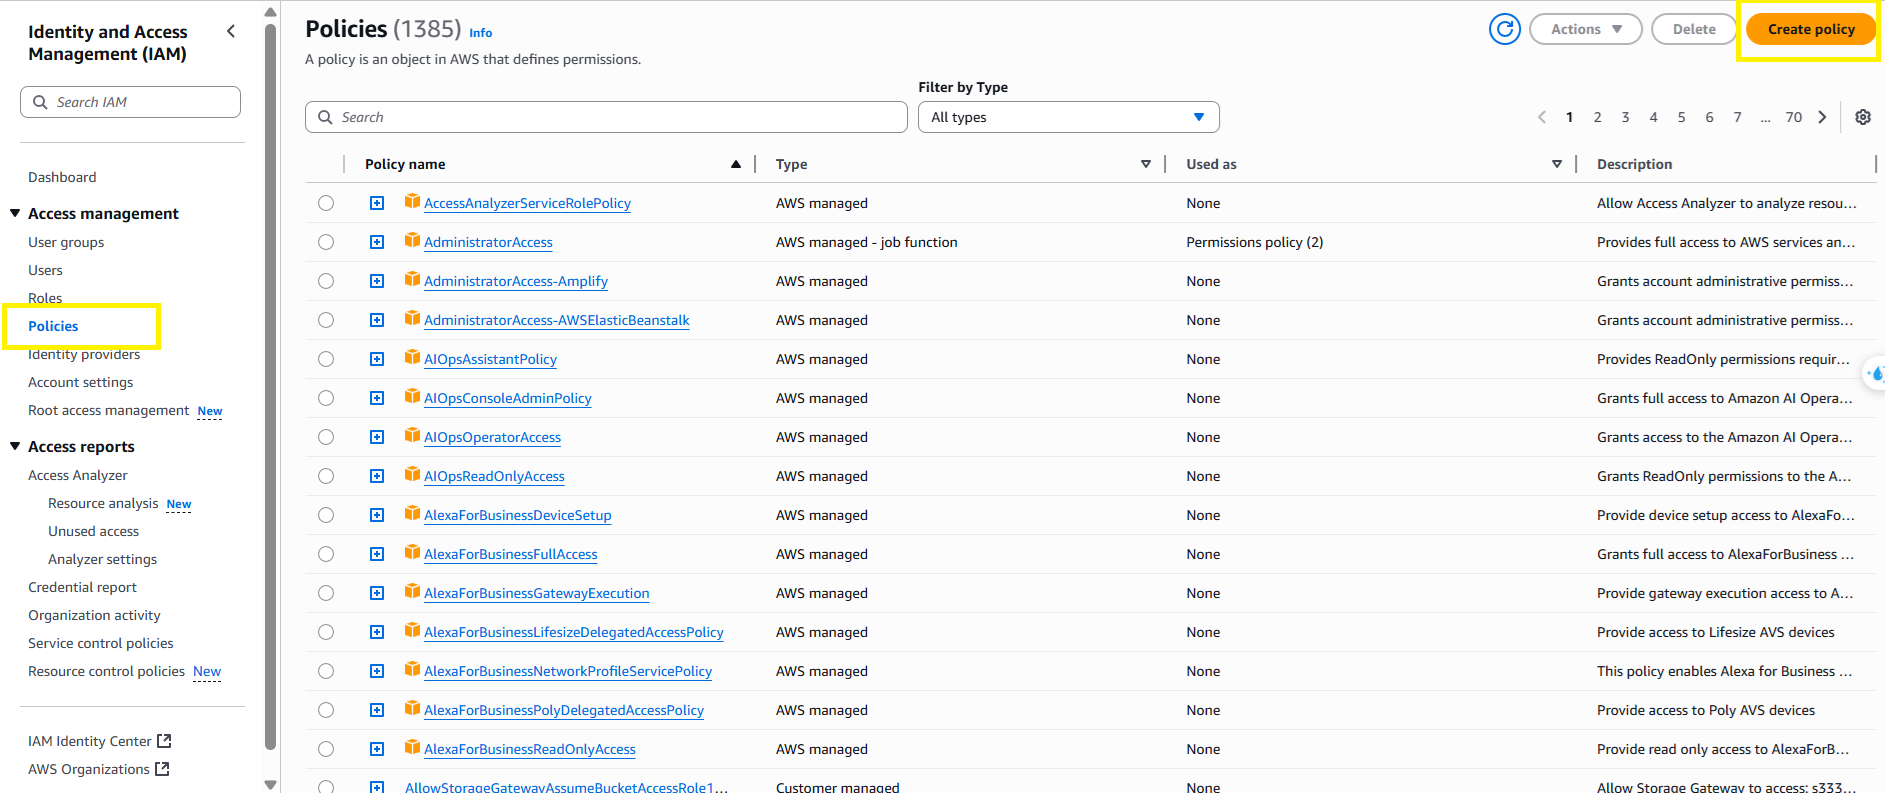 Identity and Access
Management (IAM)
Search IAM
Dashboard
Access management
User groups
Users
Roles
Policies
Identity providers
Account settings
Root access management New
Access reports
Access Analyzer
Resource analysis New
Unused access
Analyzer settings
Credential report
Organization activity
Service control policies
Resource control policies New
IAM Identity Center
AWS Organizations
Policies (1385) Info
Actions Delete Create policy
A policy is an object in AWS that defines permissions.
Filter by Type
Search All types 1 2 3 4 5 6 7 ... 70
Policy name Type Used as Description
AccessAnalyzerServiceRolePolicy AWS managed None Allow Access Analyzer to analyze resou...
AdministratorAccess AWS managed - job function Permissions policy (2) Provides full access to AWS services an...
AdministratorAccess-Amplify AWS managed None Grants account administrative permiss...
AdministratorAccess-AWSElasticBeanstalk AWS managed None Grants account administrative permiss...
AIOpsAssistantPolicy AWS managed None Provides ReadOnly permissions requir...
AIOpsConsoleAdminPolicy AWS managed None Grants full access to Amazon AI Opera...
AIOpsOperatorAccess AWS managed None Grants access to the Amazon AI Opera...
AIOpsReadOnlyAccess AWS managed None Grants ReadOnly permissions to the A...
AlexaForBusinessDeviceSetup AWS managed None Provide device setup access to AlexaFo...
AlexaForBusinessFullAccess AWS managed None Grants full access to AlexaForBusiness ...
AlexaForBusinessGatewayExecution AWS managed None Provide gateway execution access to A...
AlexaForBusinessLifesizeDelegatedAccessPolicy AWS managed None Provide access to Lifesize AVS devices
AlexaForBusinessNetworkProfileServicePolicy AWS managed None This policy enables Alexa for Business ...
AlexaForBusinessPolyDelegatedAccessPolicy AWS managed None Provide access to Poly AVS devices
AlexaForBusinessReadOnlyAccess AWS managed None Provide read only access to AlexaForB...
AllowStorageGatewayAssumeBucketAccessRole1... Customer managed None Allow Storage Gateway to access: s333...